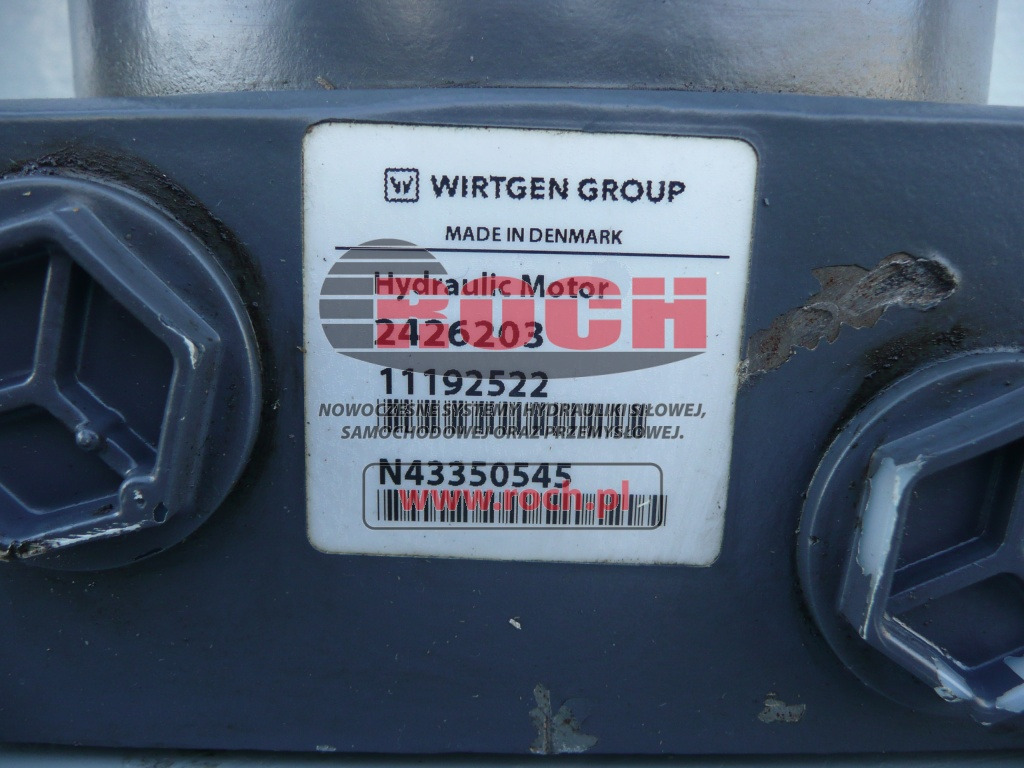 WIRTGEN GROUP
MADE IN DENMARK
Hydraulic Motor
ROCH
2426203
11192522
NOWOCZESNE SYSTEMY HYDRAULIKI SIŁOWEJ,
SAMOCHODOWEJ ORAZ PRZEMYSŁOWEJ.
N43350545
www.roch.pl